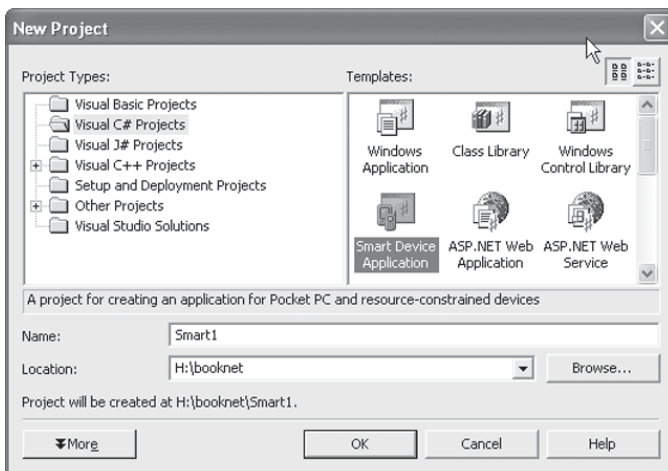 New Project
Project Types:
Templates:
Visual Basic Projects
Visual C# Projects
Visual J# Projects
Visual C++ Projects
Setup and Deployment Projects
Other Projects
Visual Studio Solutions
Windows Application
Class Library
Windows Control Library
Smart Device Application
ASP.NET Web Application
ASP.NET Web Service
A project for creating an application for Pocket PC and resource-constrained devices
Name:
Smart1
Location:
H:\booknet
Browse...
Project will be created at H:\booknet\Smart1.
More
OK
Cancel
Help